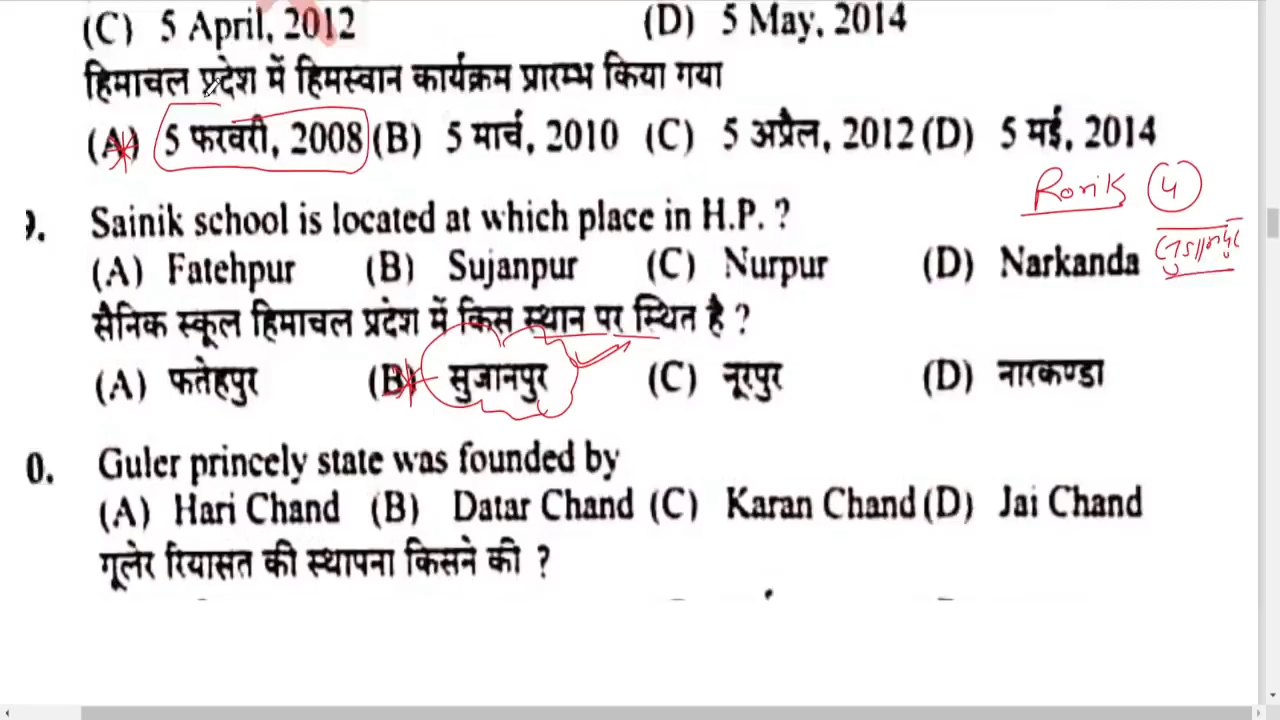 (C) 5 April, 2012 (D) 5 May, 2014
हिमाचल प्रदेश में हिमस्वान कार्यक्रम प्रारम्भ किया गया
(A) 5 फरवरी, 2008 (B) 5 मार्च, 2010 (C) 5 अप्रैल, 2012 (D) 5 मई, 2014
Rorik 4
9. Sainik school is located at which place in H.P. ?
(A) Fatehpur (B) Sujanpur (C) Nurpur (D) Narkanda
सैनिक स्कूल हिमाचल प्रदेश में किस स्थान पर स्थित है ?
(A) फतेहपुर (B) सुजानपुर (C) नूरपुर (D) नारकण्डा
0. Guler princely state was founded by
(A) Hari Chand (B) Datar Chand (C) Karan Chand (D) Jai Chand
गूलेर रियासत की स्थापना किसने की ?